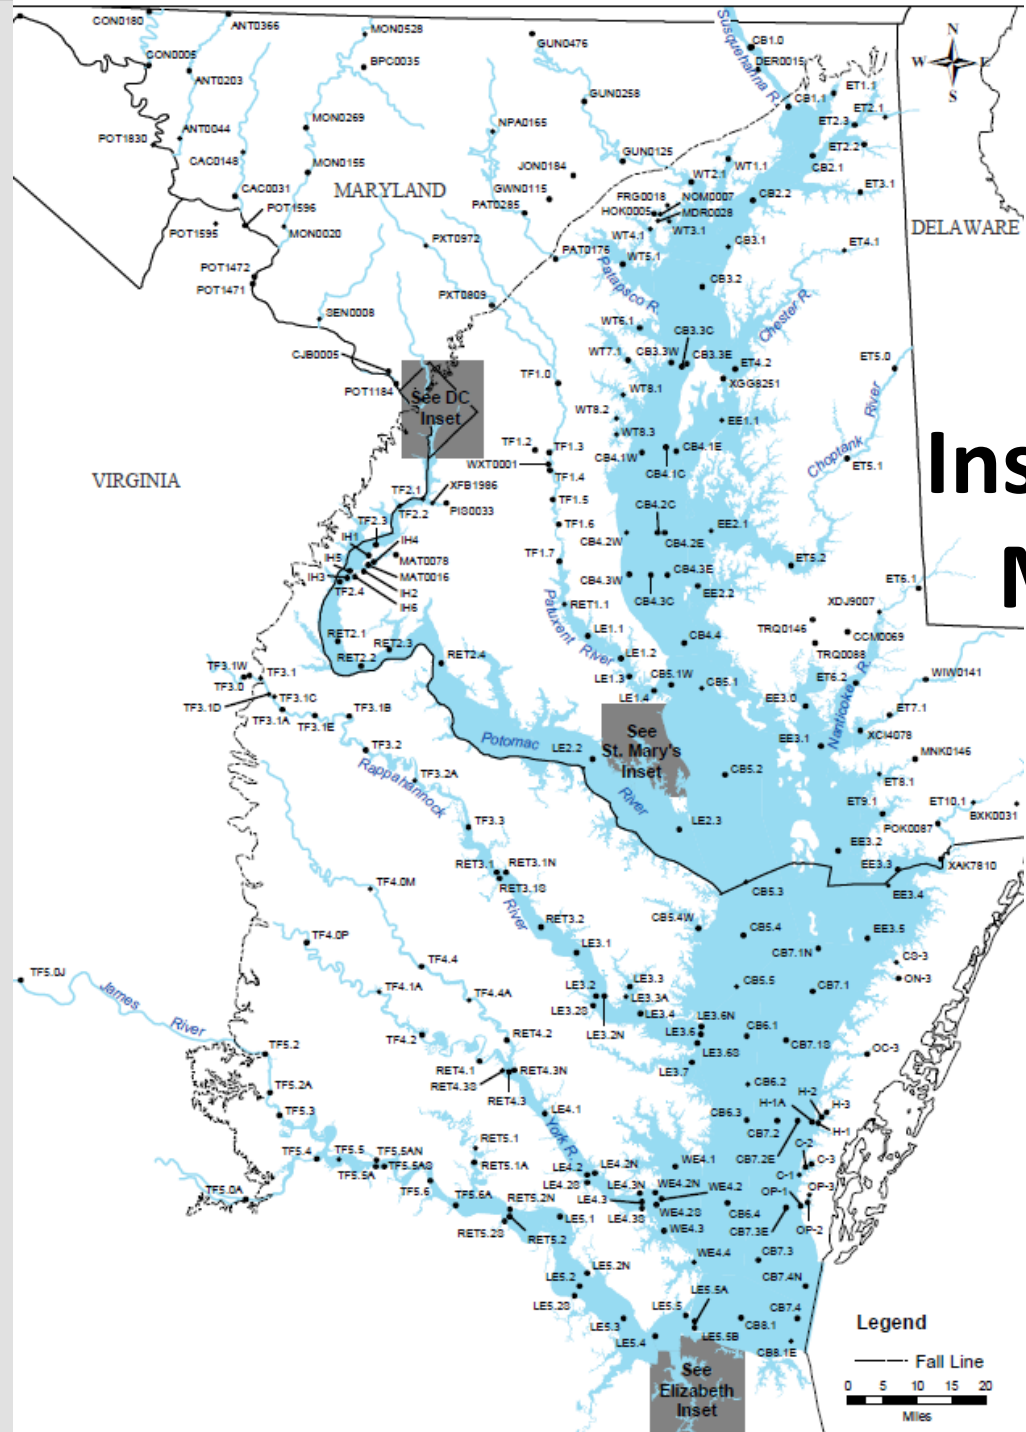 CON0180
ANT0366
MON0528
GUN0476
Susquehanna R.
CB1.0
N
CON0005
BPC0035
DER0015
W
E
ANT0203
ET1.1
S
GUN0258
CB1.1
ET2.1
MON0269
NPA0165
ET2.3
POT1830
ANT0044
ET2.2
CAC0148
MON0155
JON0184
GUN0125
WT1.1
CB2.1
MARYLAND
WT2.1
ET3.1
CAC0031
GWN0115
FRG0018
NOM0007
CB2.2
POT1596
PAT0285
HOK0005
MDR0028
DELAWARE
POT1595
MON0020
WT4.1
WT3.1
PXT0972
CB3.1
ET4.1
PAT0176
WT5.1
POT1472
Patapsco R.
CB3.2
POT1471
PXT0809
Chester R.
SEN0008
WT6.1
CB3.3C
CJB0005
WT7.1
CB3.3W
CB3.3E
ET4.2
ET5.0
POT1184
TF1.0
XGG8251
See DC
Inset
WT8.1
River
WT8.2
EE1.1
WT8.3
Ins
TF1.2
TF1.3
CB4.1E
Choptank
WXT0001
CB4.1W
ET5.1
VIRGINIA
TF1.4
CB4.1C
TF2.1
XFB1986
TF1.5
TF2.2
PIS0033
CB4.2C
TF2.3
TF1.6
EE2.1
IH1
IH4
CB4.2W
CB4.2E
M
IH5
MAT0078
TF1.7
ET5.2
IH3
MAT0016
CB4.3W
CB4.3E
ET6.1
TF2.4
IH2
EE2.2
IH6
RET1.1
CB4.3C
XDJ9007
Patuxent
River
LE1.1
TRQ0146
RET2.1
RET2.3
CB4.4
CCM0069
RET2.2
RET2.4
LE1.2
TRQ0088
TF3.1W
TF3.1
LE1.3
CB5.1W
ET6.2
WIW0141
TF3.0
CB5.1
TF3.1D
TF3.1C
LE1.4
EE3.0
Nanticoke R.
ET7.1
TF3.1A
TF3.1B
TF3.1E
See
St. Mary's
Inset
EE3.1
XCI4078
TF3.2
Potomac
LE2.2
MNK0146
TF3.2A
CB5.2
ET8.1
Rappahannock
River
ET9.1
ET10.1
TF3.3
LE2.3
POK0087
BXK0031
EE3.2
RET3.1
RET3.1N
EE3.3
XAK7810
RET3.1S
TF4.0M
CB5.3
EE3.4
River
RET3.2
CB5.4W
TF4.0P
CB5.4
EE3.5
LE3.1
CB7.1N
CS-3
TF5.0J
TF4.4
LE3.3
CB5.5
ON-3
James
River
TF4.1A
LE3.2
LE3.3A
CB7.1
TF4.4A
LE3.2S
LE3.4
LE3.6N
LE3.2N
CB6.1
TF4.2
RET4.2
LE3.6
CB7.1S
TF5.2
LE3.6S
OC-3
RET4.1
RET4.3N
LE3.7
RET4.3S
CB6.2
TF5.2A
RET4.3
H-2
H-1A
H-3
TF5.3
LE4.1
CB6.3
York R.
CB7.2
H-1
RET5.1
C-2
TF5.4
TF5.5
TF5.5AN
CB7.2E
TF5.5A
TF5.5AS
RET5.1A
LE4.2
LE4.2N
WE4.1
C-3
TF5.6
LE4.2S
LE4.3N
WE4.2N
WE4.2
C-1
OP-1
OP-3
TF5.0A
TF5.6A
RET5.2N
LE4.3
WE4.2S
CB6.4
LE5.1
LE4.3S
CB7.3E
OP-2
RET5.2S
RET5.2
WE4.3
WE4.4
CB7.3
LE5.2N
LE5.2
CB7.4N
LE5.2S
LE5.5A
LE5.5
CB7.4
LE5.3
CB8.1
Legend
LE5.4
LE5.5B
CB8.1E
Fall Line
See
Elizabeth
Inset
0 5 10 15 20
Miles